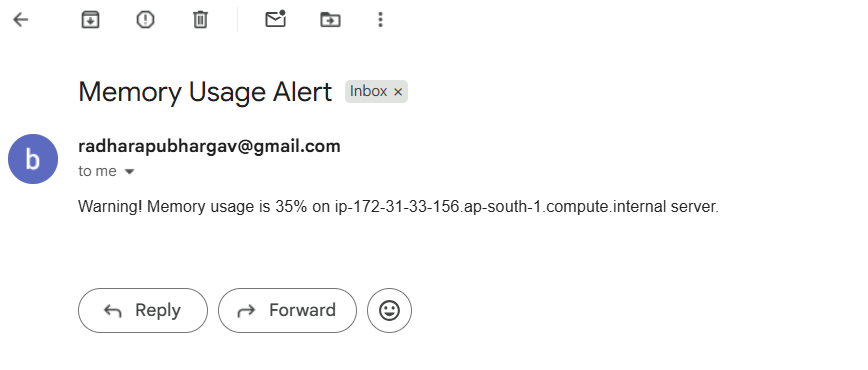 Memory Usage Alert Inbox ×
b
radharapubhargav@gmail.com
to me
Warning! Memory usage is 35% on ip-172-31-33-156.ap-south-1.compute.internal server.
Reply Forward